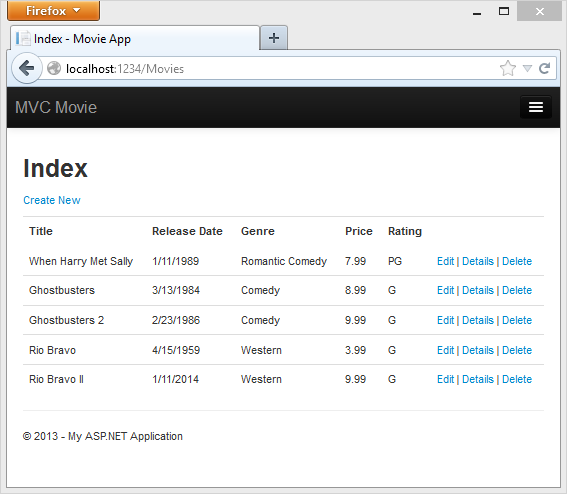 Firefox
Index - Movie App
localhost:1234/Movies
MVC Movie
Index
Create New
Title Release Date Genre Price Rating
When Harry Met Sally 1/11/1989 Romantic Comedy 7.99 PG Edit | Details | Delete
Ghostbusters 3/13/1984 Comedy 8.99 G Edit | Details | Delete
Ghostbusters 2 2/23/1986 Comedy 9.99 G Edit | Details | Delete
Rio Bravo 4/15/1959 Western 3.99 G Edit | Details | Delete
Rio Bravo II 1/11/2014 Western 9.99 G Edit | Details | Delete
© 2013 - My ASP.NET Application